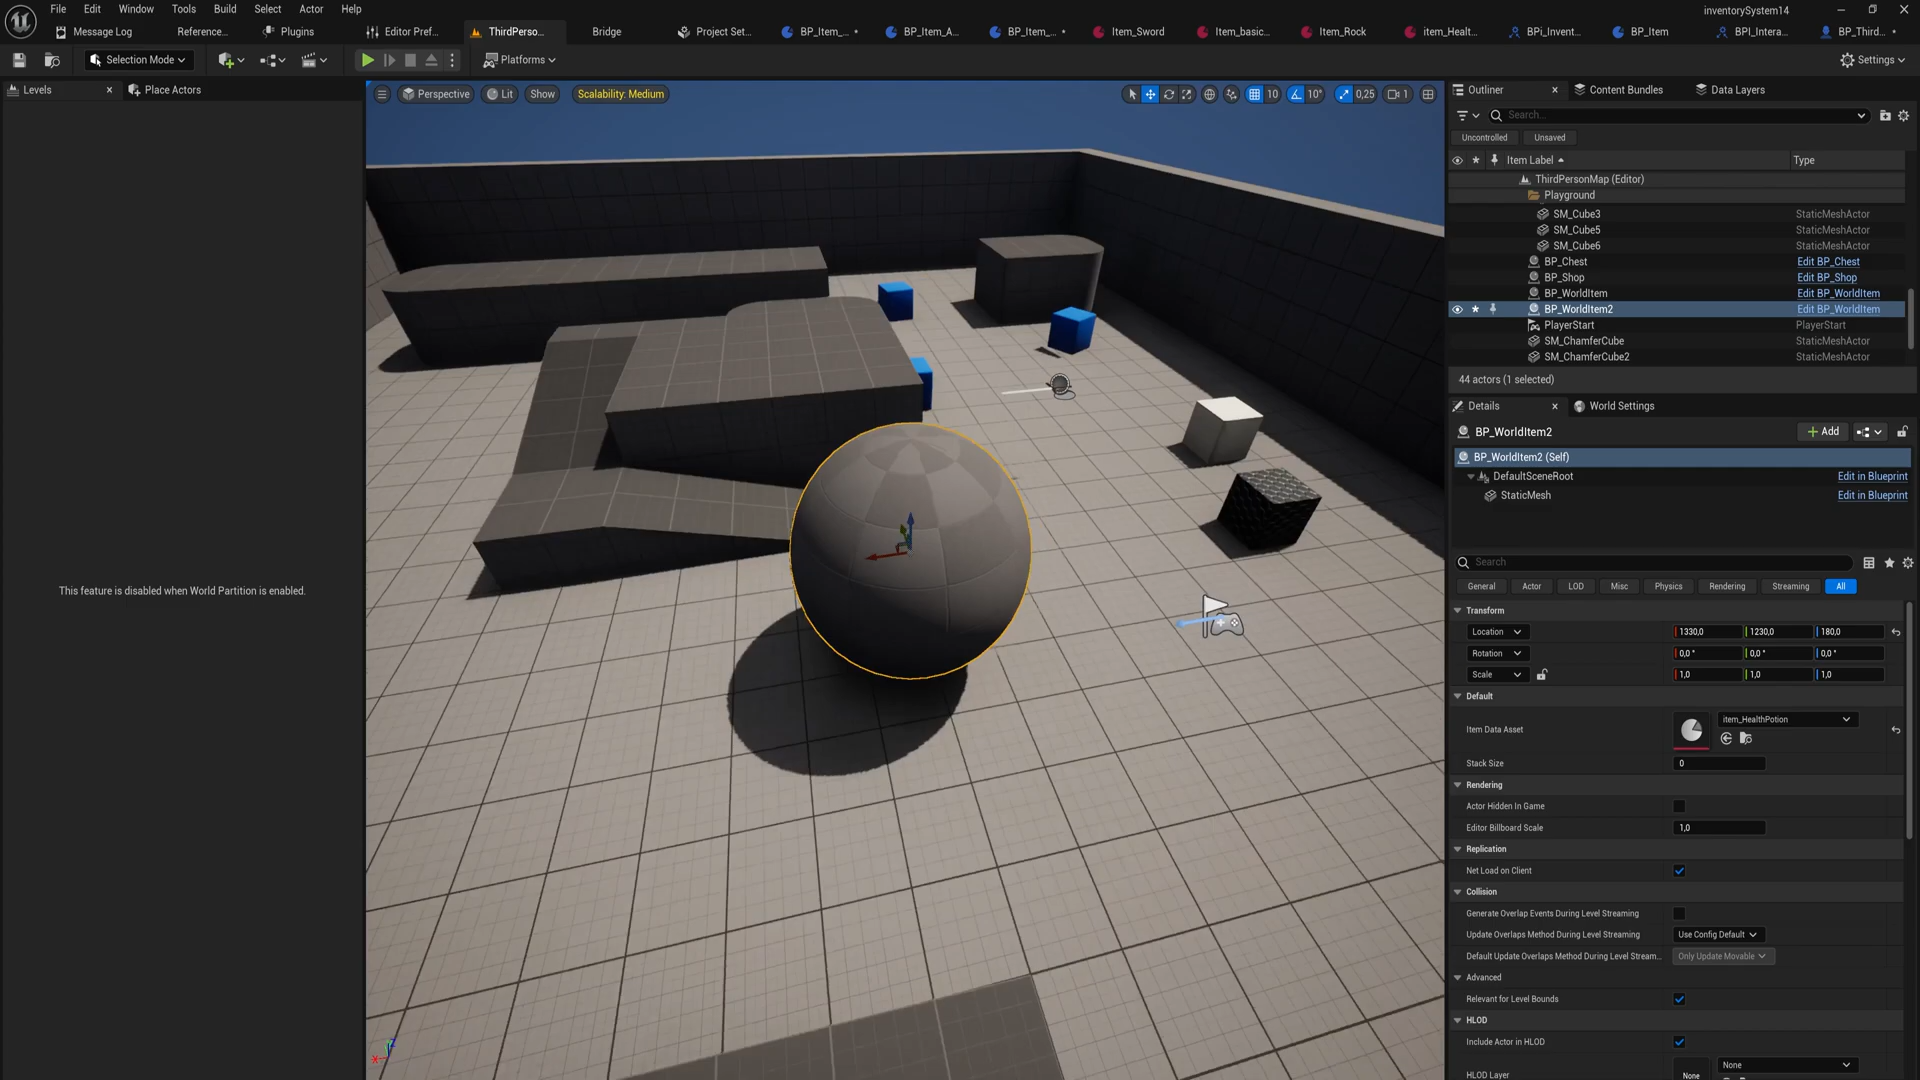 File Edit Window Tools Build Select Actor Help
inventorySystem14
Message Log Reference... Plugins Editor Pref... ThirdPerso... Bridge Project Set... BP_Item_... • BP_Item_A... BP_Item_... • Item_Sword Item_basic... Item_Rock item_Healt... BPi_Invent... BP_Item BPI_Intera... BP_Third... •
Selection Mode Platforms Settings
Levels Place Actors
Perspective Lit Show Scalability: Medium 10 10° 0,25 1
Outliner Content Bundles Data Layers
Search...
Uncontrolled Unsaved
Item Label Type
ThirdPersonMap (Editor)
Playground
SM_Cube3 StaticMeshActor
SM_Cube5 StaticMeshActor
SM_Cube6 StaticMeshActor
BP_Chest Edit BP_Chest
BP_Shop Edit BP_Shop
BP_WorldItem Edit BP_WorldItem
BP_WorldItem2 Edit BP_WorldItem
PlayerStart PlayerStart
SM_ChamferCube StaticMeshActor
SM_ChamferCube2 StaticMeshActor
44 actors (1 selected)
Details World Settings
BP_WorldItem2 + Add
BP_WorldItem2 (Self)
DefaultSceneRoot Edit in Blueprint
StaticMesh Edit in Blueprint
Search
General Actor LOD Misc Physics Rendering Streaming All
Transform
Location 1330,0 1230,0 180,0
Rotation 0,0 ° 0,0 ° 0,0 °
Scale 1,0 1,0 1,0
Default
Item Data Asset item_HealthPotion
Stack Size 0
Rendering
Actor Hidden In Game
Editor Billboard Scale 1,0
Replication
Net Load on Client
Collision
Generate Overlap Events During Level Streaming
Update Overlaps Method During Level Streaming Use Config Default
Default Update Overlaps Method During Level Stream... Only Update Movable
Advanced
Relevant for Level Bounds
HLOD
Include Actor in HLOD
HLOD Layer None None
This feature is disabled when World Partition is enabled.
X Z